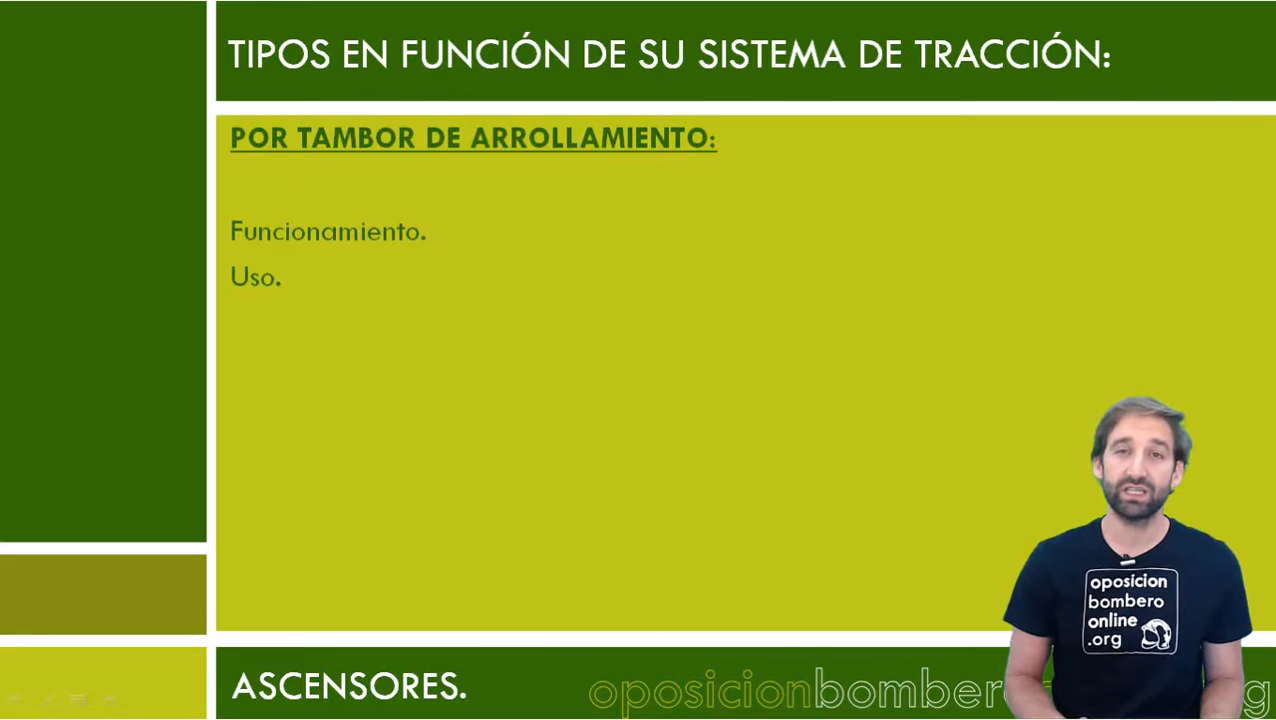 TIPOS EN FUNCIÓN DE SU SISTEMA DE TRACCIÓN:
POR TAMBOR DE ARROLLAMIENTO:
Funcionamiento.
Uso.
oposicion
bombero
online
.org
ASCENSORES.
oposicionbombero
g